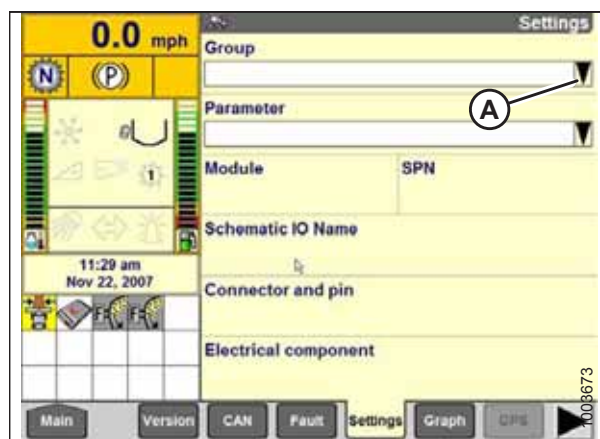 0.0 mph
Settings
N
(P)
Group
A
Parameter
Module
SPN
1
Schematic IO Name
11:29 am
Nov 22, 2007
Connector and pin
F
F
Electrical component
1003673
Main
Version
CAN
Fault
Settings
Graph
GPS